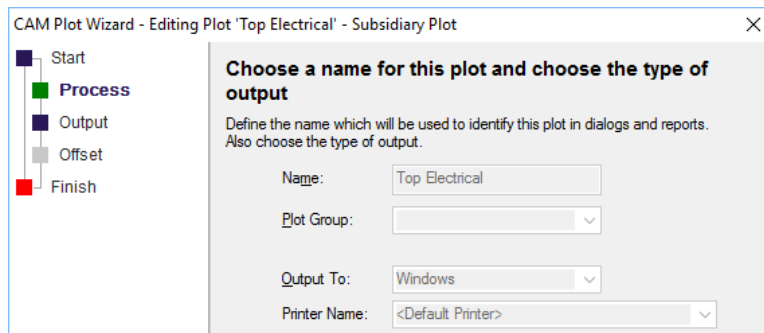 CAM Plot Wizard - Editing Plot 'Top Electrical' - Subsidiary Plot
Start
Process
Output
Offset
Finish
Choose a name for this plot and choose the type of
output
Define the name which will be used to identify this plot in dialogs and reports.
Also choose the type of output.
Name: Top Electrical
Plot Group:
Output To: Windows
Printer Name: <Default Printer>